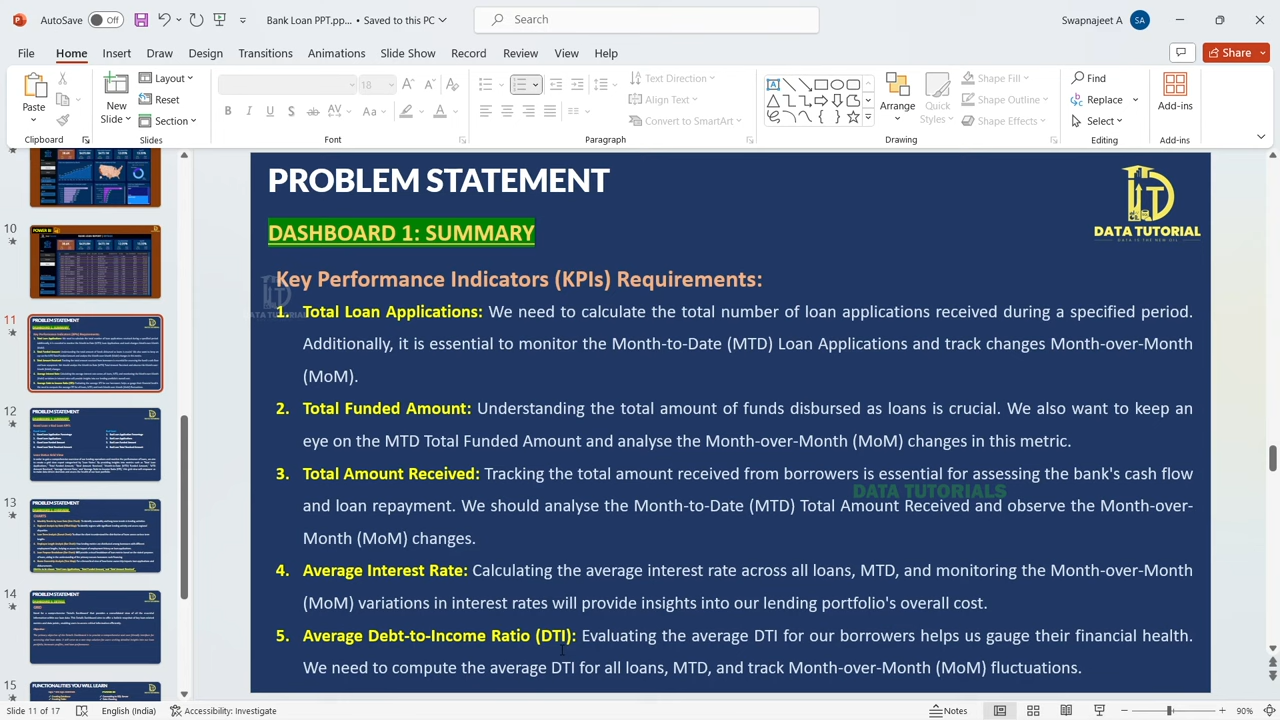 AutoSave Off Bank Loan PPT.pp... • Saved to this PC Search Swapnajeet A SA
File Home Insert Draw Design Transitions Animations Slide Show Record Review View Help Share
Paste New Slide Layout Reset Section 18 Text Direction Align Text Convert to SmartArt Arrange Quick Styles Shape Fill Shape Outline Shape Effects Find Replace Select Add-ins
Clipboard Slides Font Paragraph Drawing Editing Add-ins
10
11
12
13
14
15
PROBLEM STATEMENT
DATA TUTORIAL
DATA IS THE NEW OIL
DASHBOARD 1: SUMMARY
Key Performance Indicators (KPIs) Requirements:
1. Total Loan Applications: We need to calculate the total number of loan applications received during a specified period.
Additionally, it is essential to monitor the Month-to-Date (MTD) Loan Applications and track changes Month-over-Month
(MoM).
2. Total Funded Amount: Understanding the total amount of funds disbursed as loans is crucial. We also want to keep an
eye on the MTD Total Funded Amount and analyse the Month-over-Month (MoM) changes in this metric.
3. Total Amount Received: Tracking the total amount received from borrowers is essential for assessing the bank's cash flow
and loan repayment. We should analyse the Month-to-Date (MTD) Total Amount Received and observe the Month-over-
Month (MoM) changes.
4. Average Interest Rate: Calculating the average interest rate across all loans, MTD, and monitoring the Month-over-Month
(MoM) variations in interest rates will provide insights into our lending portfolio's overall cost.
5. Average Debt-to-Income Ratio (DTI): Evaluating the average DTI for our borrowers helps us gauge their financial health.
We need to compute the average DTI for all loans, MTD, and track Month-over-Month (MoM) fluctuations.
DATA TUTORIALS
Slide 11 of 17 English (India) Accessibility: Investigate Notes 90%